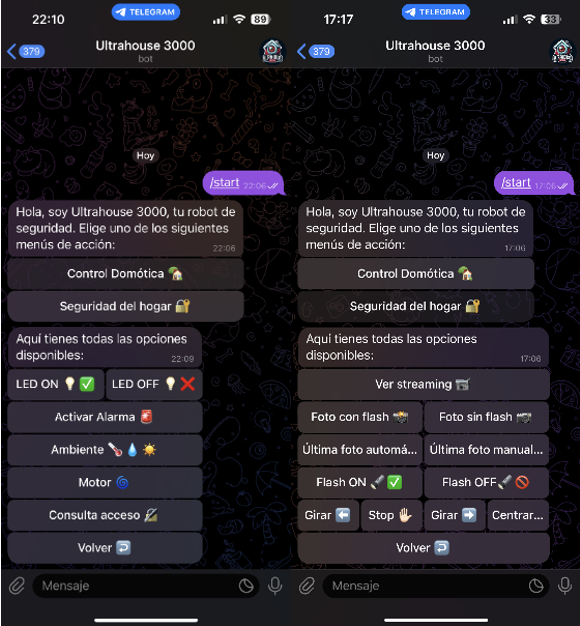 22:10
TELEGRAM
89
379
Ultrahouse 3000
bot
Hoy
/start 22:06
Hola, soy Ultrahouse 3000, tu robot de
seguridad. Elige uno de los siguientes
menús de acción:
22:06
Control Domótica
Seguridad del hogar
Aquí tienes todas las opciones
disponibles:
22:09
LED ON
LED OFF
Activar Alarma
Ambiente
Motor
Consulta acceso
Volver
Mensaje
17:17
TELEGRAM
33
379
Ultrahouse 3000
bot
Hoy
/start 17:06
Hola, soy Ultrahouse 3000, tu robot de
seguridad. Elige uno de los siguientes
menús de acción:
17:06
Control Domótica
Seguridad del hogar
Aquí tienes todas las opciones
disponibles:
17:06
Ver streaming
Foto con flash
Foto sin flash
Última foto automá...
Última foto manual...
Flash ON
Flash OFF
Girar
Stop
Girar
Centrar...
Volver
Mensaje